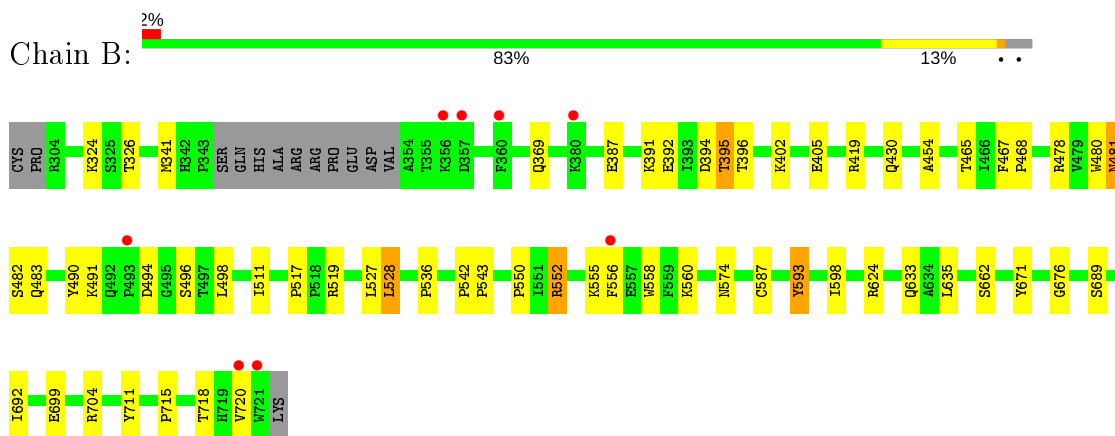 2%
Chain B:
83% 13% • •
CYS PRO R304 K324 S325 T326 M341 H342 P343 SER GLN HIS ALA ARG ARG PRO GLU ASP VAL A354 T355 K356 D357 F360 Q369 K380 E387 K391 E392 I393 D394 T395 T396 K402 E405 R419 Q430 A454 T465 I466 F467 P468 R478 V479 W480 N481
S482 Q483 Y490 K491 Q492 P493 D494 G495 S496 T497 L498 I511 P517 P518 R519 L527 L528 P536 P542 P543 P550 I551 R552 K555 F556 E557 W558 F559 K560 N574 C587 Y593 I598 R624 Q633 A634 L635 S662 Y671 G676 S689
I692 E699 R704 Y711 P715 T718 H719 V720 W721 LYS